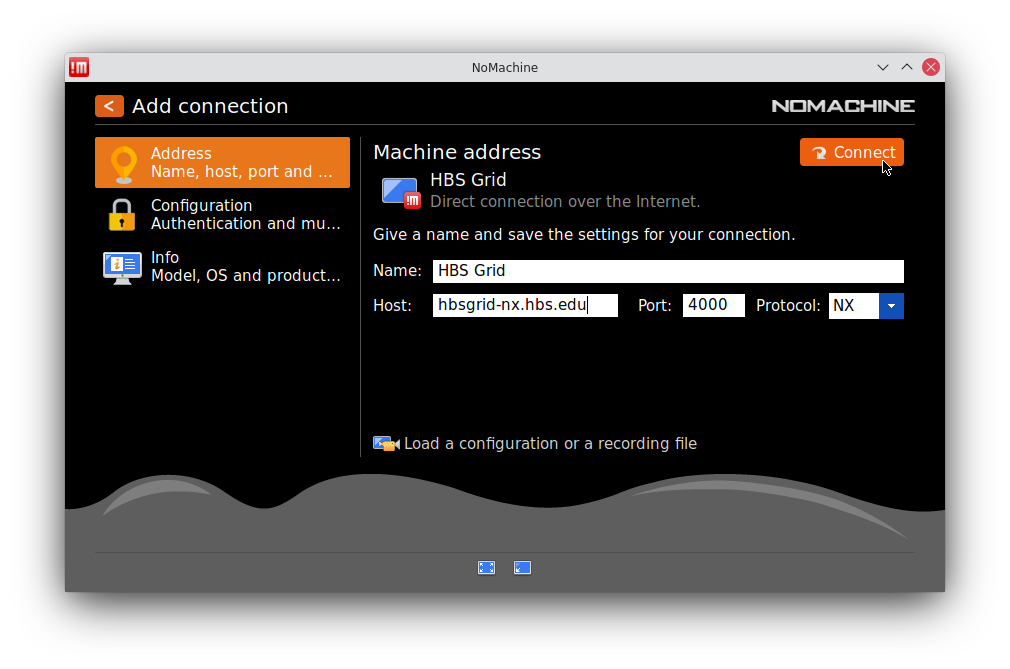 !m
NoMachine
< Add connection
NOMACHINE
Address
Name, host, port and ...
Configuration
Authentication and mu...
Info
Model, OS and product...
Machine address
Connect
!m
HBS Grid
Direct connection over the Internet.
Give a name and save the settings for your connection.
Name: HBS Grid
Host: hbsgrid-nx.hbs.edu Port: 4000 Protocol: NX
Load a configuration or a recording file